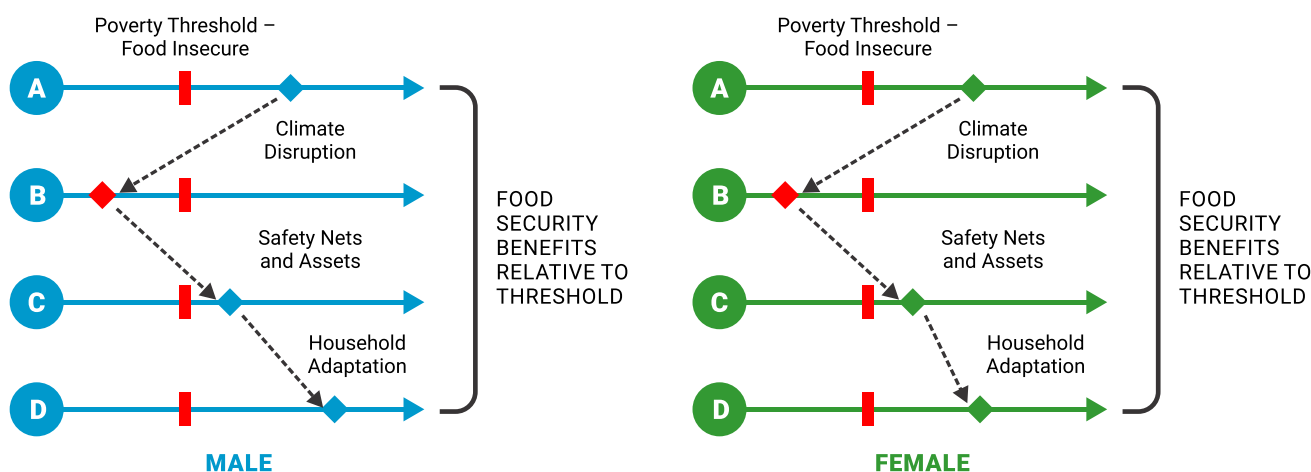 Poverty Threshold –
Food Insecure
A
Climate
Disruption
B
Safety Nets
and Assets
C
Household
Adaptation
D
FOOD
SECURITY
BENEFITS
RELATIVE TO
THRESHOLD
MALE
Poverty Threshold –
Food Insecure
A
Climate
Disruption
B
Safety Nets
and Assets
C
Household
Adaptation
D
FOOD
SECURITY
BENEFITS
RELATIVE TO
THRESHOLD
FEMALE